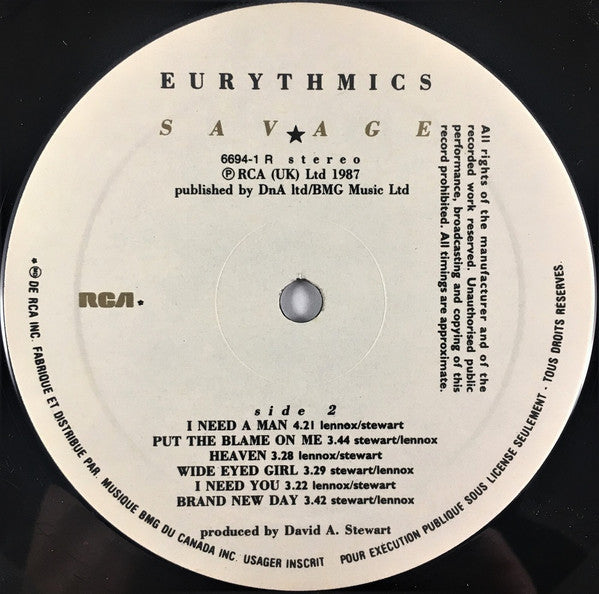 EURYTHMICS
SAVAGE
6694-1 R stereo
℗ RCA (UK) Ltd 1987
published by DnA ltd/BMG Music Ltd
All rights of the manufacturer and of the
recorded work reserved. Unauthorised public
performance, broadcasting and copying of this
record prohibited. All timings are approximate.
RCA
side 2
I NEED A MAN 4.21 lennox/stewart
PUT THE BLAME ON ME 3.44 stewart/lennox
HEAVEN 3.28 lennox/stewart
WIDE EYED GIRL 3.29 stewart/lennox
I NEED YOU 3.22 lennox/stewart
BRAND NEW DAY 3.42 stewart/lennox
produced by David A. Stewart
DE RCA INC. FABRIQUE ET DISTRIBUE PAR. MUSIQUE BMG DU CANADA INC. USAGER INSCRIT POUR EXÉCUTION PUBLIQUE SOUS LICENSE SEULEMENT - TOUS DROITS RESERVES.